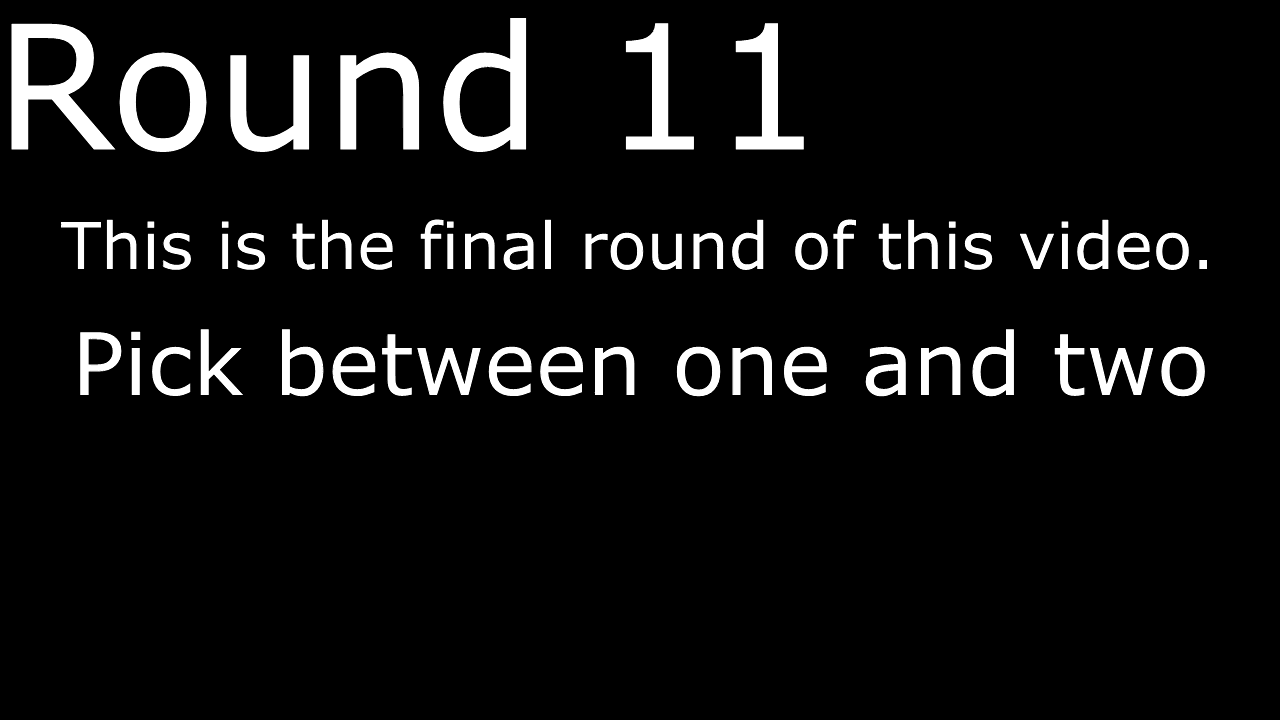 Round 11
This is the final round of this video.
Pick between one and two